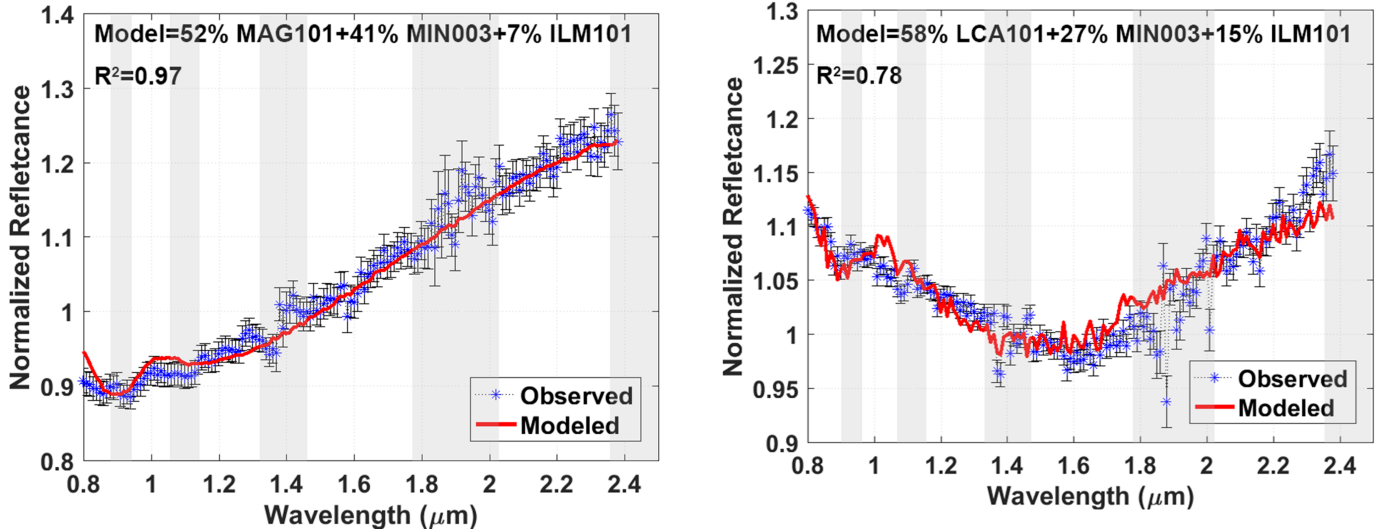 Model=52% MAG101+41% MIN003+7% ILM101
R²=0.97
1.4
1.3
1.2
1.1
1
0.9
0.8
Normalized Refletcance
Observed
Modeled
0.8 1 1.2 1.4 1.6 1.8 2 2.2 2.4
Wavelength (μm)
Model=58% LCA101+27% MIN003+15% ILM101
R²=0.78
1.3
1.25
1.2
1.15
1.1
1.05
1
0.95
0.9
Normalized Refletcance
Observed
Modeled
0.8 1 1.2 1.4 1.6 1.8 2 2.2 2.4
Wavelength (μm)